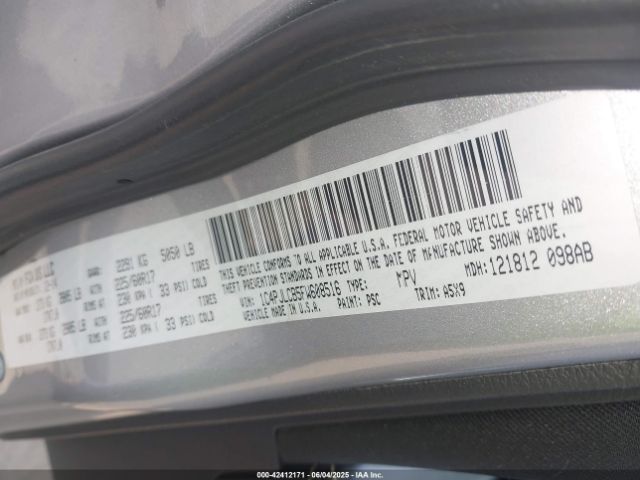 GVWR: 2291 KG 5050 LB
TIRES
225/60R17
230 KPA ( 33 PSI) COLD
TIRES
225/60R17
230 KPA ( 33 PSI) COLD
THIS VEHICLE CONFORMS TO ALL APPLICABLE U.S.A. FEDERAL MOTOR VEHICLE SAFETY AND
THEFT PREVENTION STANDARDS IN EFFECT ON THE DATE OF MANUFACTURE SHOWN ABOVE.
VIN: TYPE: MPV MDH: 121812 098AB
VEHICLE MADE IN U.S.A. PAINT: PSC TRIM: A5X9
000-42412171 - 06/04/2025 - IAA Inc.